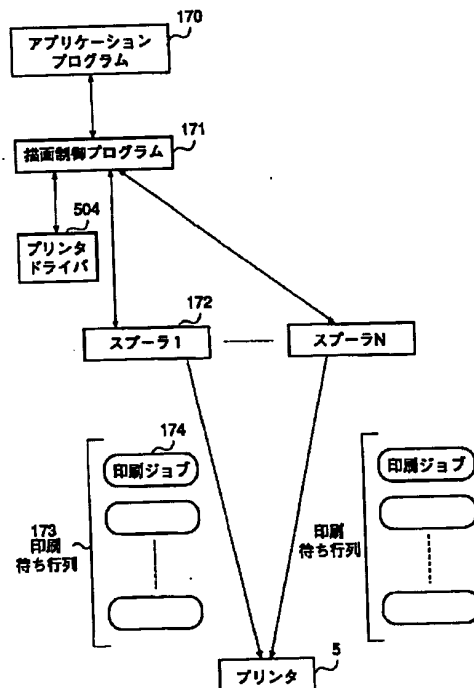 170
アプリケーション
プログラム
171
描画制御プログラム
504
プリンタ
ドライバ
172
スプーラ1
スプーラN
174
印刷ジョブ
印刷ジョブ
173
印刷
待ち行列
印刷
待ち行列
5
プリンタ